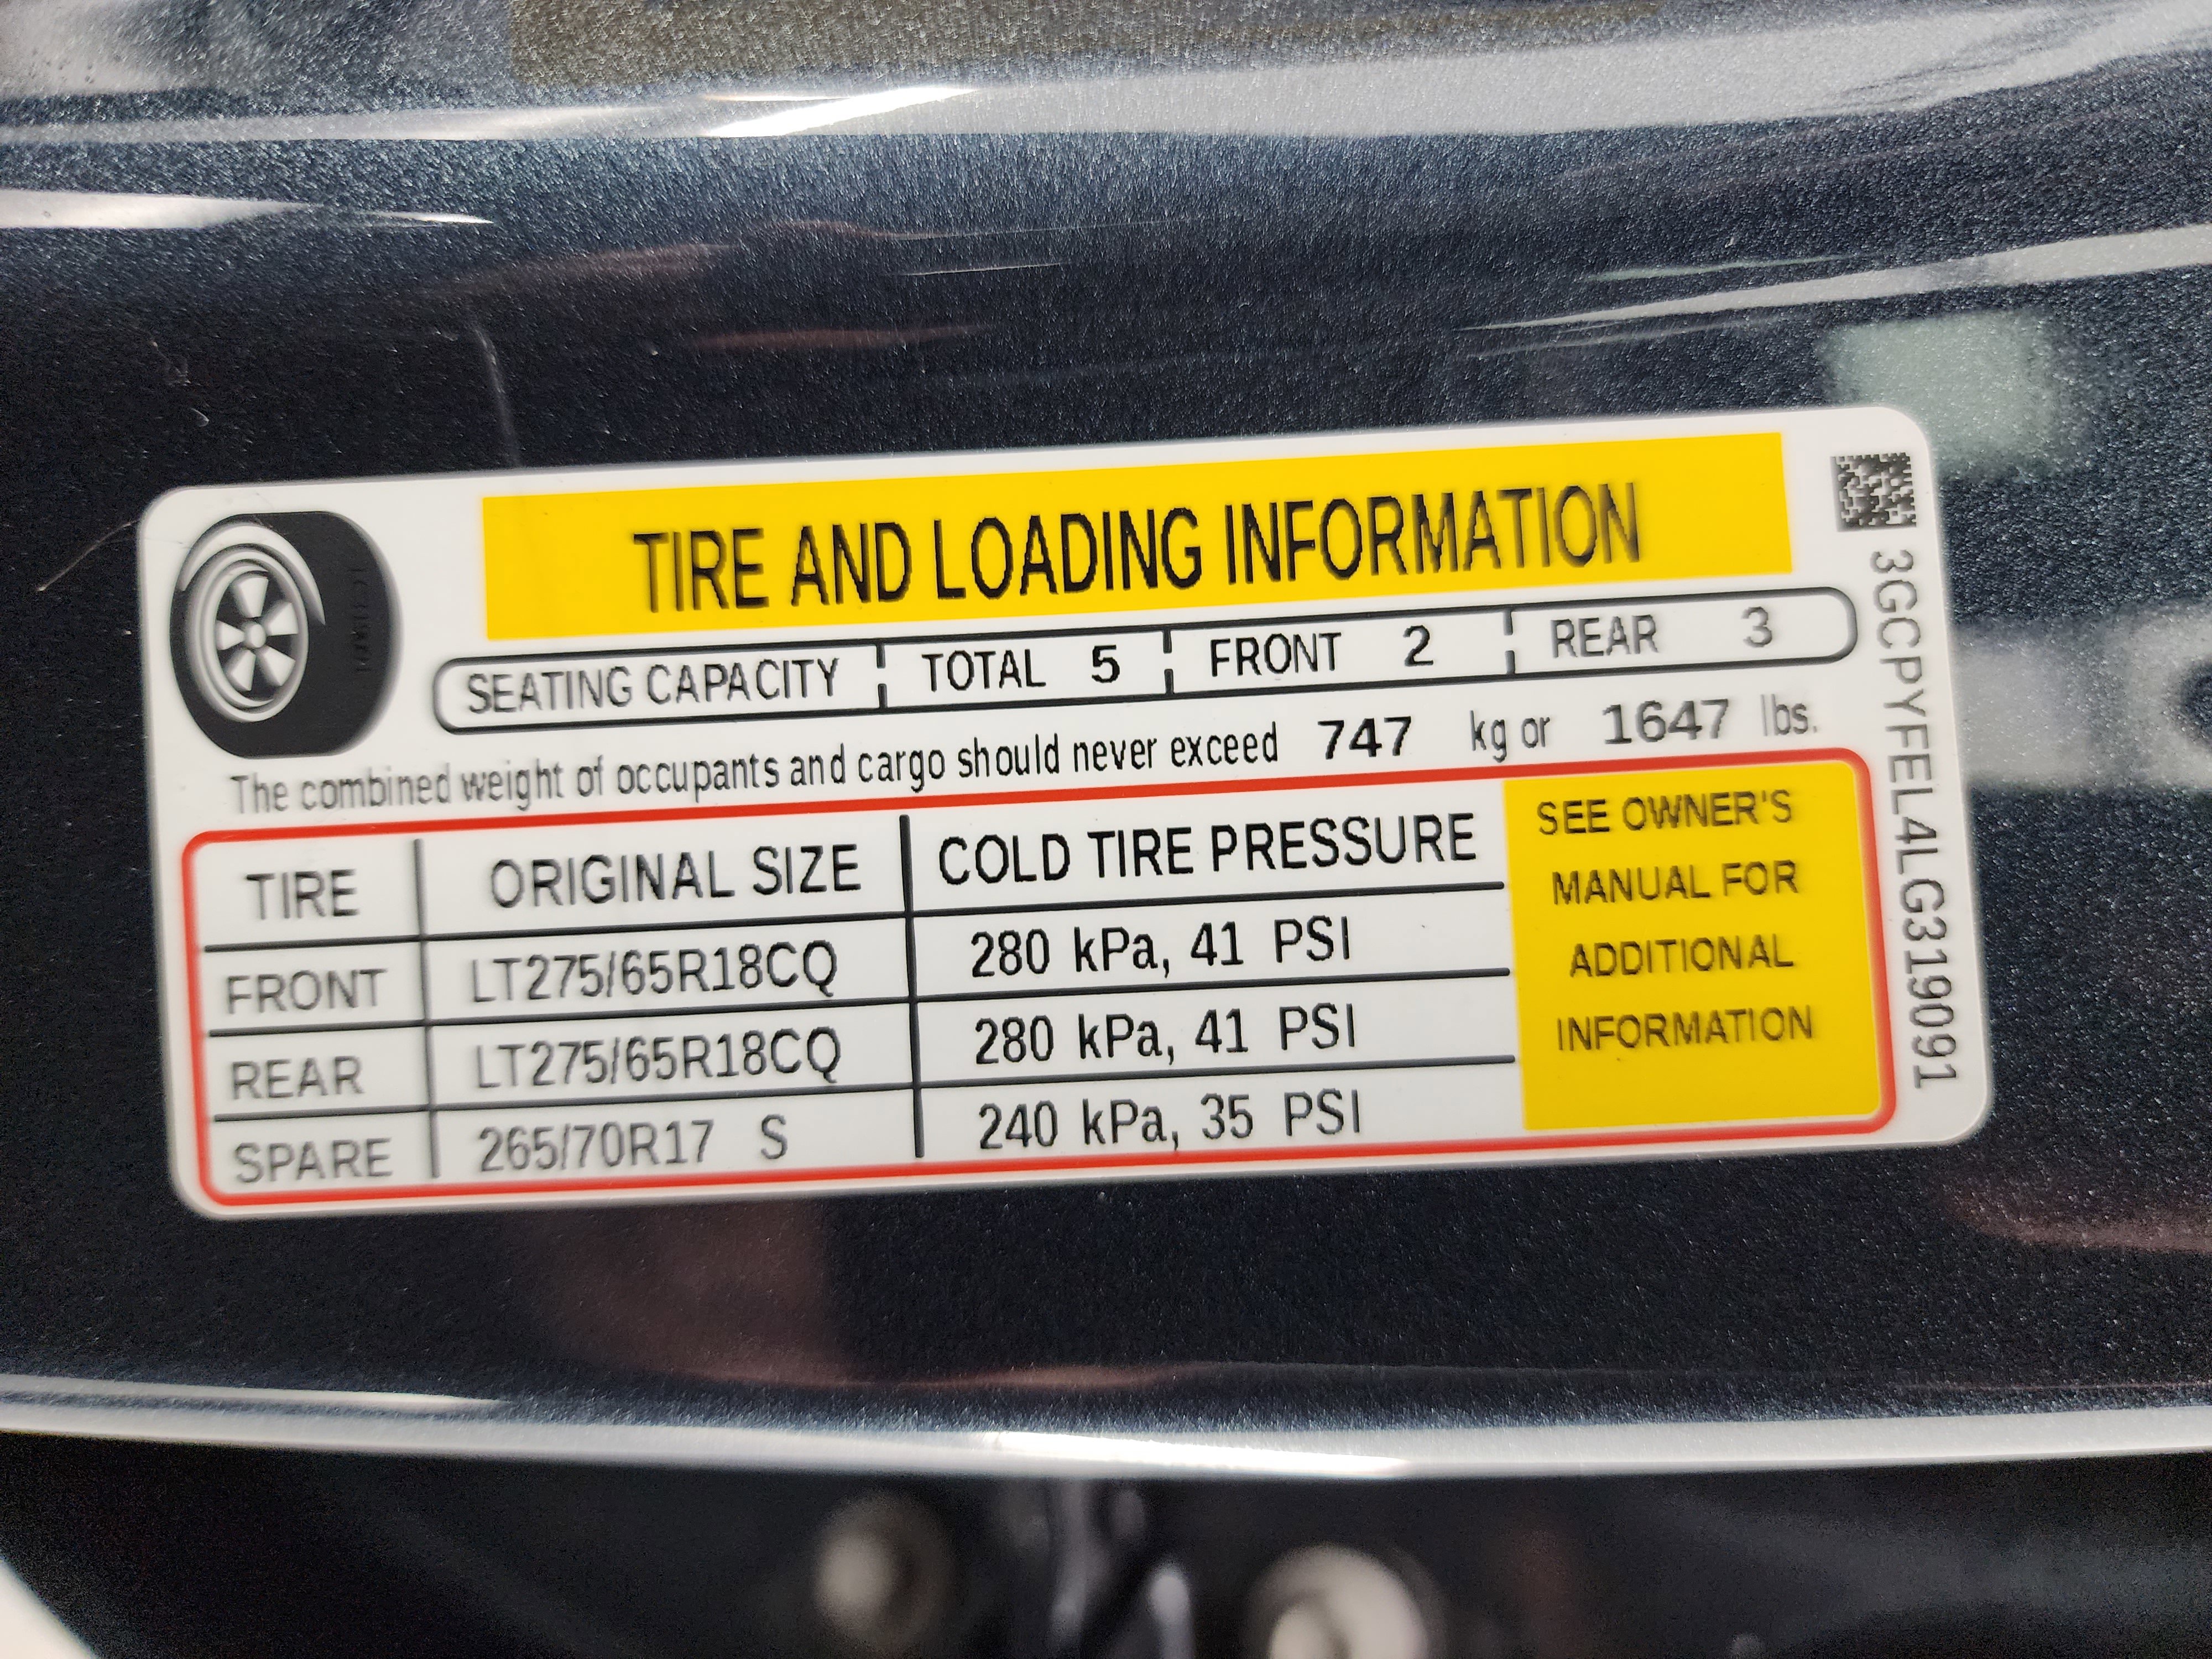 TIRE AND LOADING INFORMATION
SEATING CAPACITY TOTAL 5 FRONT 2 REAR 3
The combined weight of occupants and cargo should never exceed 747 kg or 1647 lbs.
TIRE ORIGINAL SIZE COLD TIRE PRESSURE
FRONT LT275/65R18CQ 280 kPa, 41 PSI
REAR LT275/65R18CQ 280 kPa, 41 PSI
SPARE 265/70R17 S 240 kPa, 35 PSI
SEE OWNER'S
MANUAL FOR
ADDITIONAL
INFORMATION
3GCPYFEL4LG319091